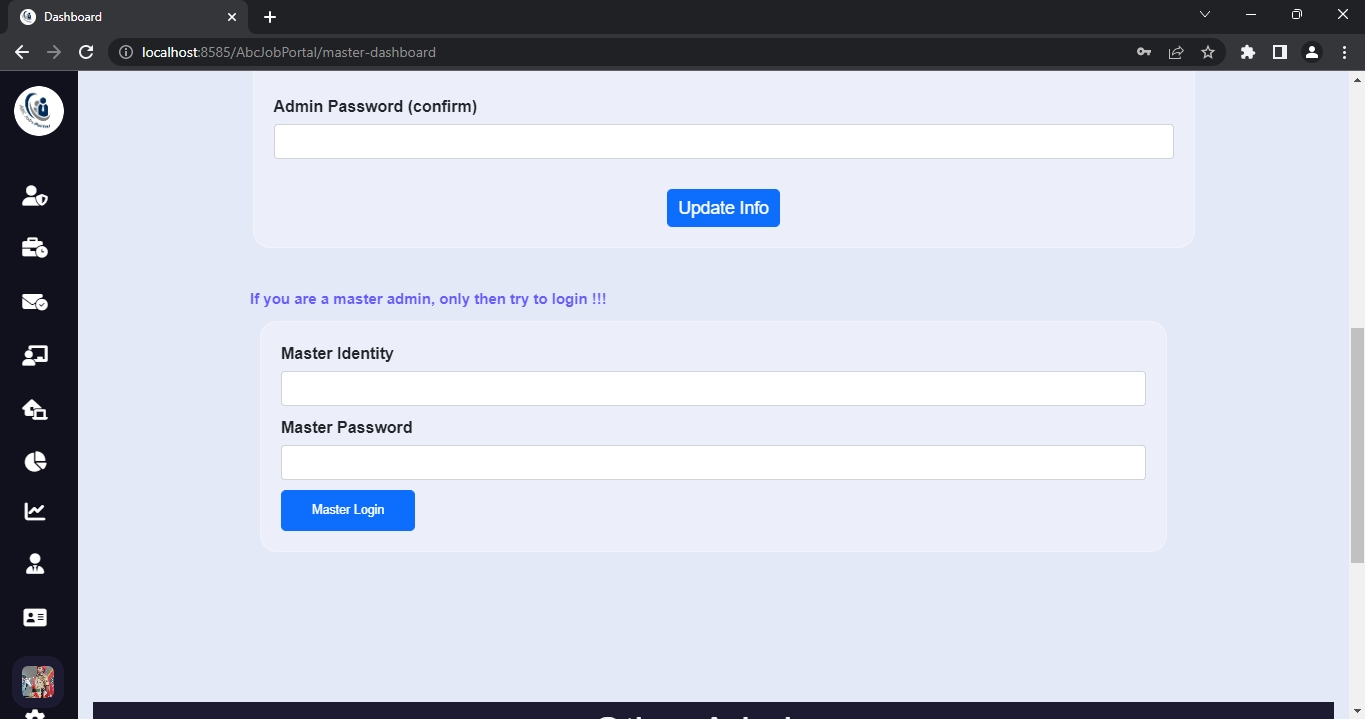 Dashboard
localhost:8585/AbcJobPortal/master-dashboard
Admin Password (confirm)
Update Info
If you are a master admin, only then try to login !!!
Master Identity
Master Password
Master Login